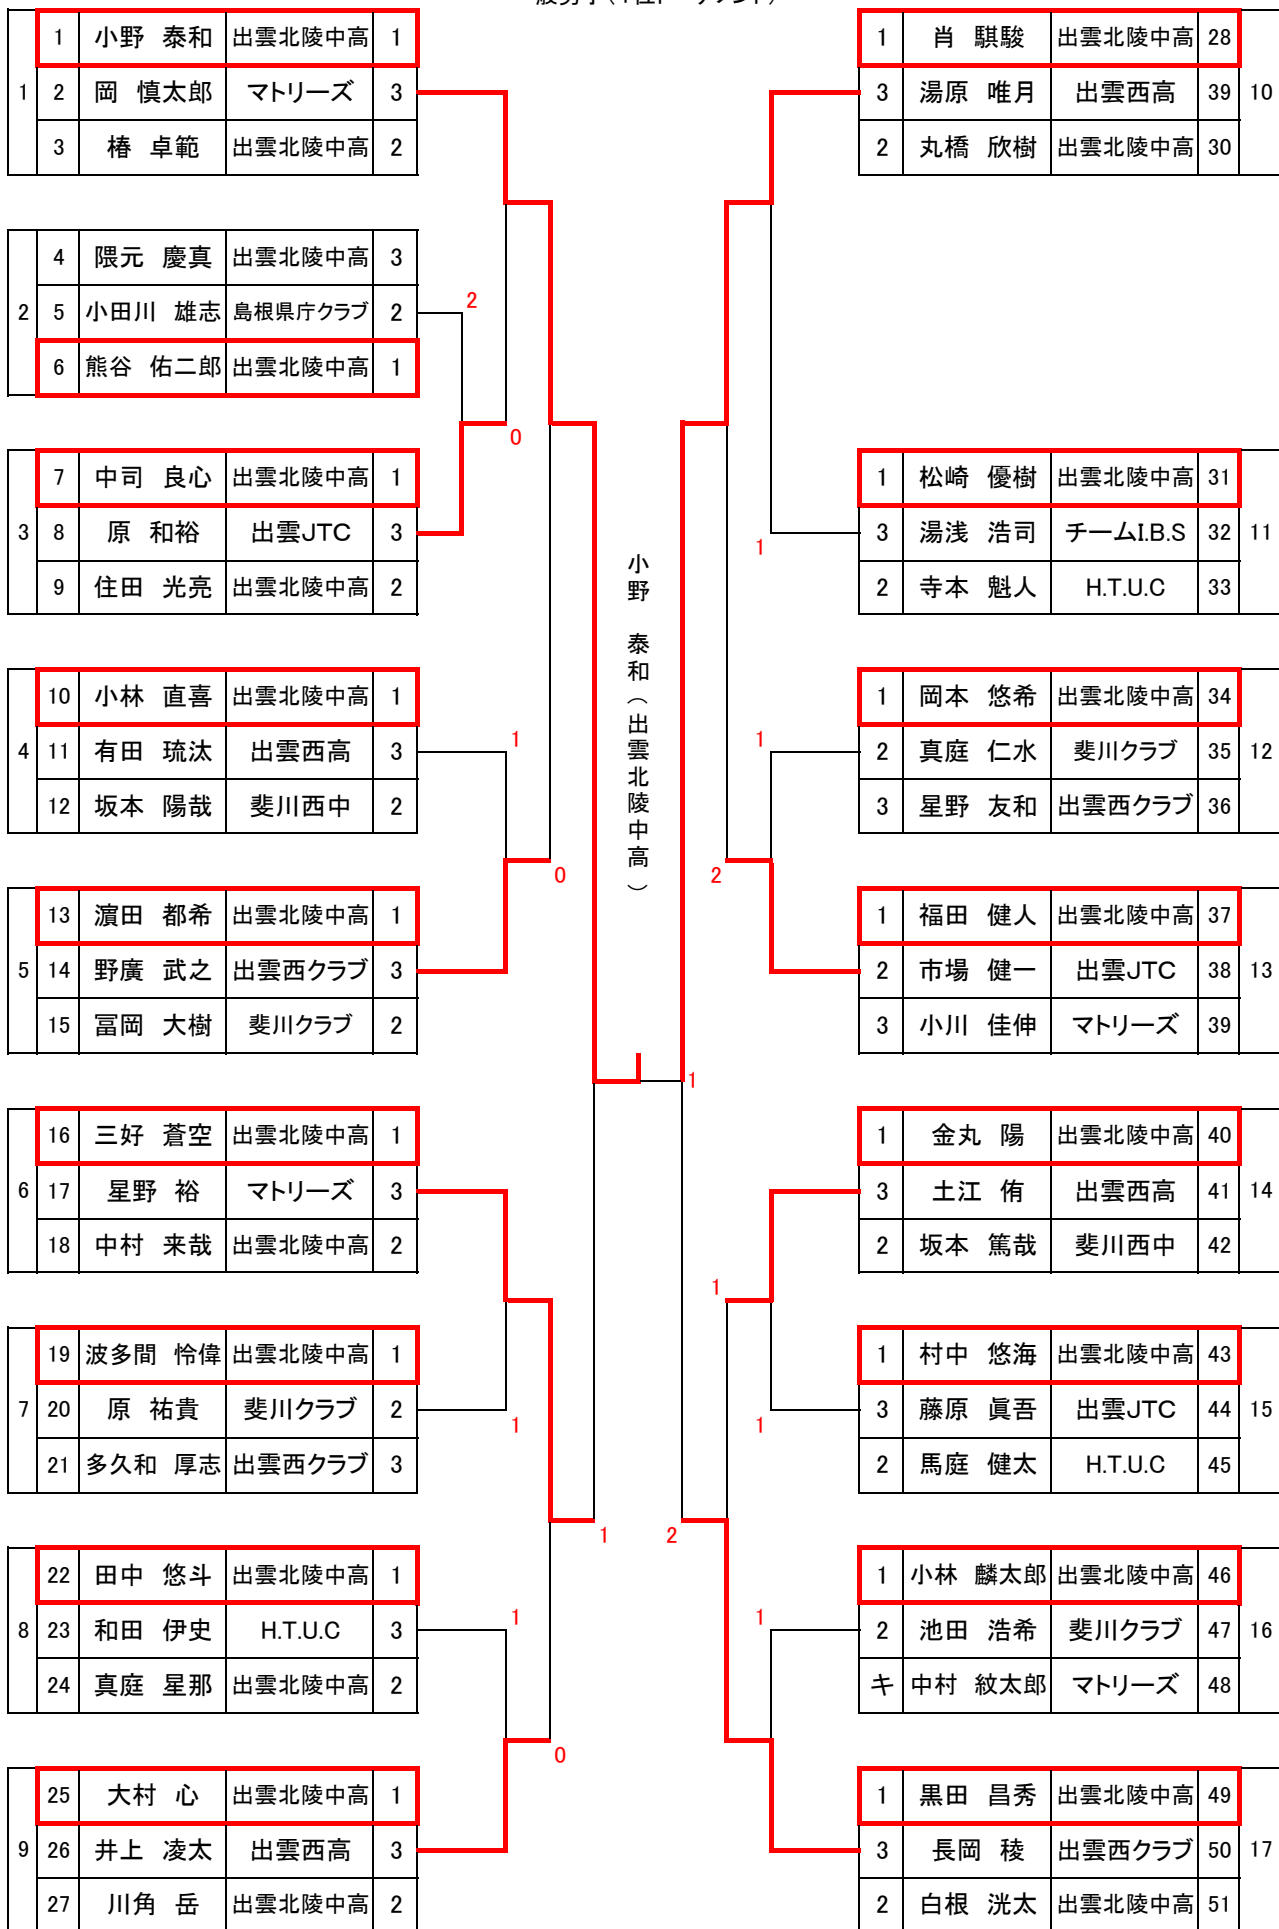 1 小野 泰和 出雲北陵中高 1
1 2 岡 慎太郎 マトリーズ 3
3 椿 卓範 出雲北陵中高 2
4 隈元 慶真 出雲北陵中高 3
2 5 小田川 雄志 島根県庁クラブ 2
6 熊谷 佑二郎 出雲北陵中高 1
2
0
7 中司 良心 出雲北陵中高 1
3 8 原 和裕 出雲JTC 3
9 住田 光亮 出雲北陵中高 2
10 小林 直喜 出雲北陵中高 1
4 11 有田 琉汰 出雲西高 3
12 坂本 陽哉 斐川西中 2
1
0
13 濵田 都希 出雲北陵中高 1
5 14 野廣 武之 出雲西クラブ 3
15 冨岡 大樹 斐川クラブ 2
16 三好 蒼空 出雲北陵中高 1
6 17 星野 裕 マトリーズ 3
18 中村 来哉 出雲北陵中高 2
19 波多間 怜偉 出雲北陵中高 1
7 20 原 祐貴 斐川クラブ 2
21 多久和 厚志 出雲西クラブ 3
1
1
22 田中 悠斗 出雲北陵中高 1
8 23 和田 伊史 H.T.U.C 3
24 真庭 星那 出雲北陵中高 2
1
0
25 大村 心 出雲北陵中高 1
9 26 井上 凌太 出雲西高 3
27 川角 岳 出雲北陵中高 2
小野 泰和（出雲北陵中高）
1
1 肖 騏駿 出雲北陵中高 28
3 湯原 唯月 出雲西高 39 10
2 丸橋 欣樹 出雲北陵中高 30
1 松崎 優樹 出雲北陵中高 31
3 湯浅 浩司 チームI.B.S 32 11
2 寺本 魁人 H.T.U.C 33
1
1 岡本 悠希 出雲北陵中高 34
2 真庭 仁水 斐川クラブ 35 12
3 星野 友和 出雲西クラブ 36
1
2
1 福田 健人 出雲北陵中高 37
2 市場 健一 出雲JTC 38 13
3 小川 佳伸 マトリーズ 39
1 金丸 陽 出雲北陵中高 40
3 土江 侑 出雲西高 41 14
2 坂本 篤哉 斐川西中 42
1
1 村中 悠海 出雲北陵中高 43
3 藤原 眞吾 出雲JTC 44 15
2 馬庭 健太 H.T.U.C 45
1
2
1 小林 麟太郎 出雲北陵中高 46
2 池田 浩希 斐川クラブ 47 16
キ 中村 紋太郎 マトリーズ 48
1
1 黒田 昌秀 出雲北陵中高 49
3 長岡 稜 出雲西クラブ 50 17
2 白根 洸太 出雲北陵中高 51